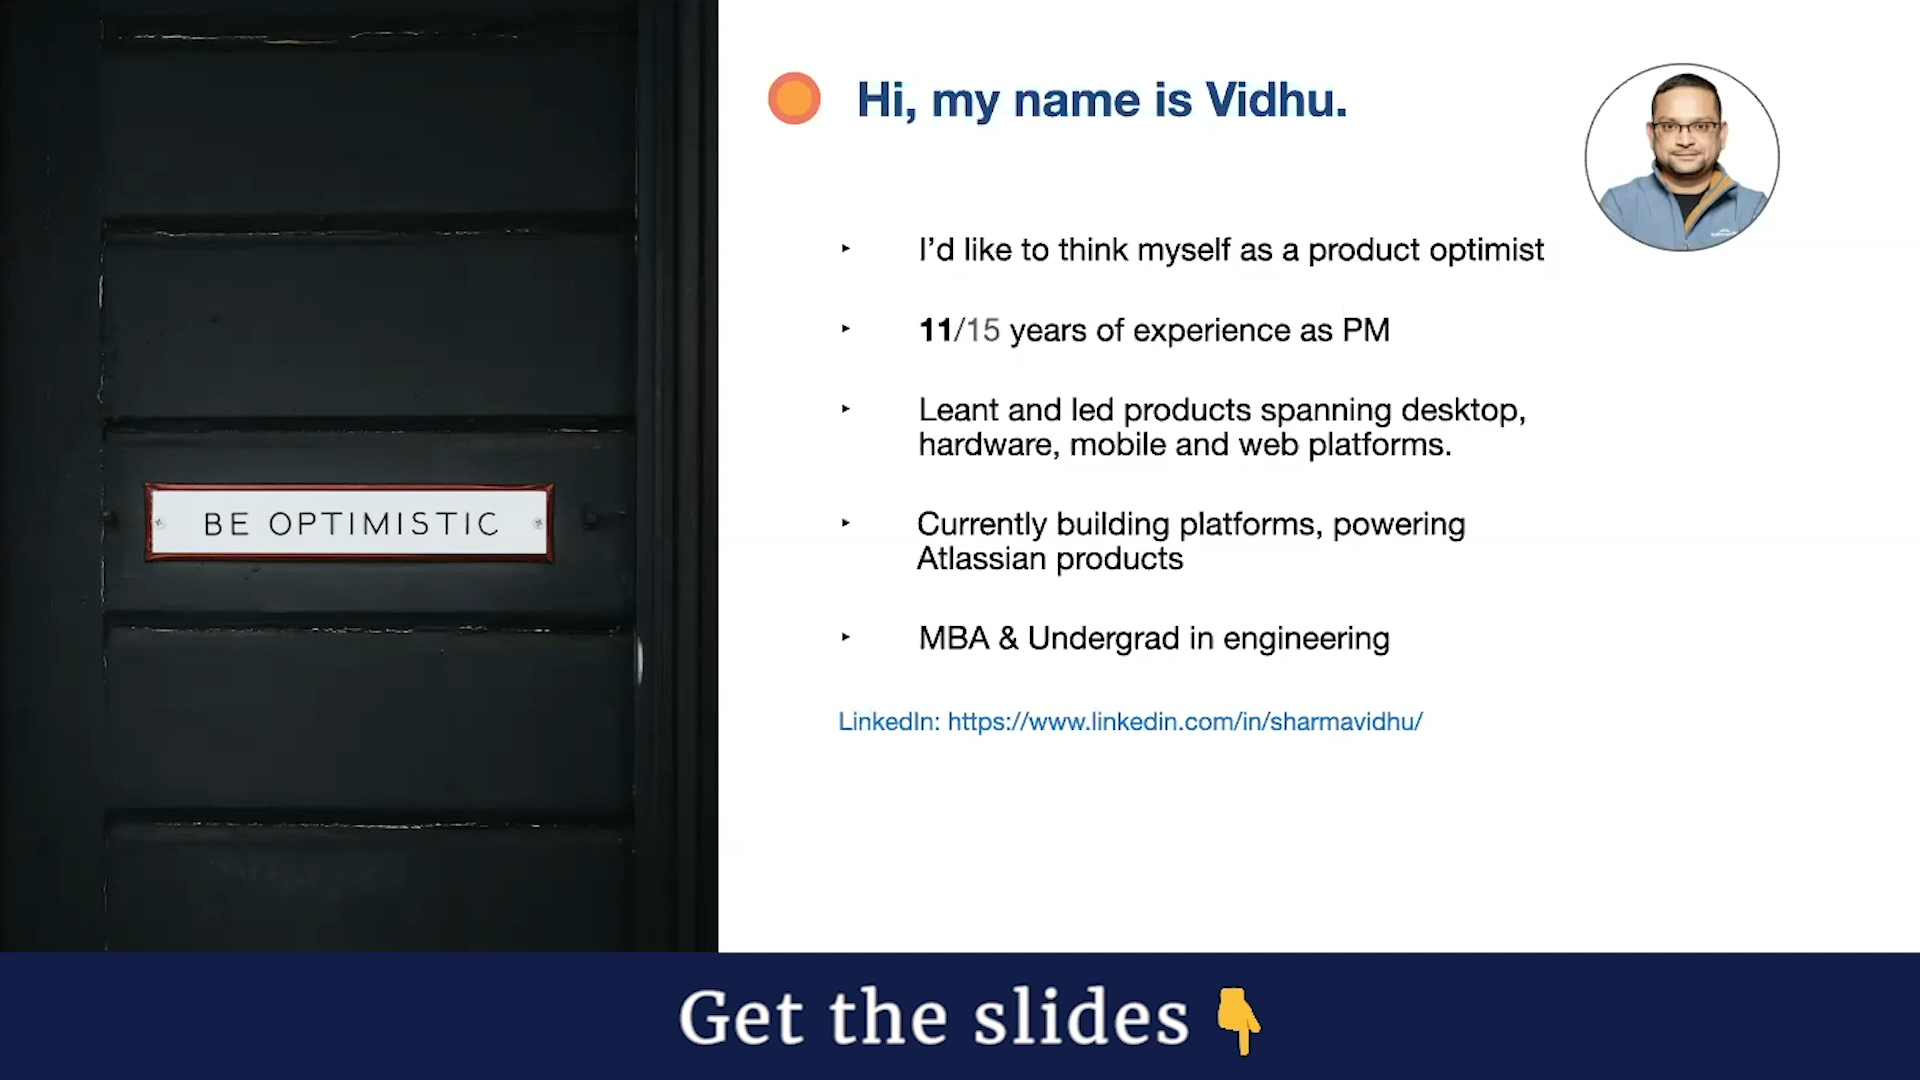 BE OPTIMISTIC
Hi, my name is Vidhu.
I’d like to think myself as a product optimist
11/15 years of experience as PM
Leant and led products spanning desktop,
hardware, mobile and web platforms.
Currently building platforms, powering
Atlassian products
MBA & Undergrad in engineering
LinkedIn: https://www.linkedin.com/in/sharmavidhu/
Get the slides 👇